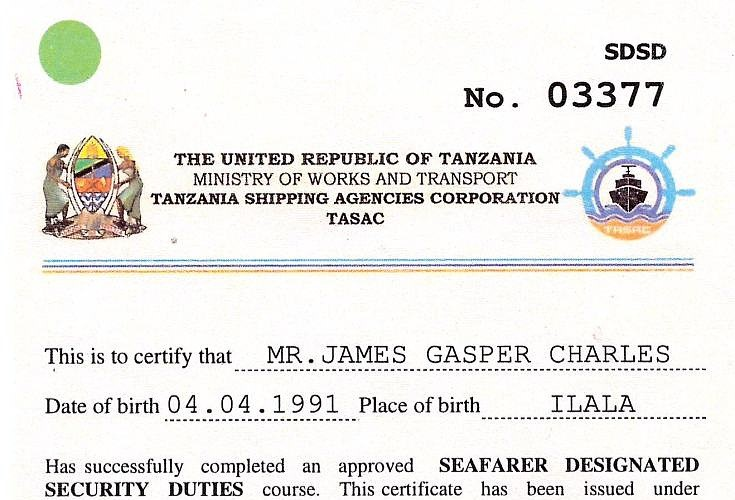 SDSD
No. 03377
THE UNITED REPUBLIC OF TANZANIA
MINISTRY OF WORKS AND TRANSPORT
TANZANIA SHIPPING AGENCIES CORPORATION
TASAC
TASAC
This is to certify that MR.JAMES GASPER CHARLES
Date of birth 04.04.1991 Place of birth ILALA
Has successfully completed an approved SEAFARER DESIGNATED
SECURITY DUTIES course. This certificate has been issued under